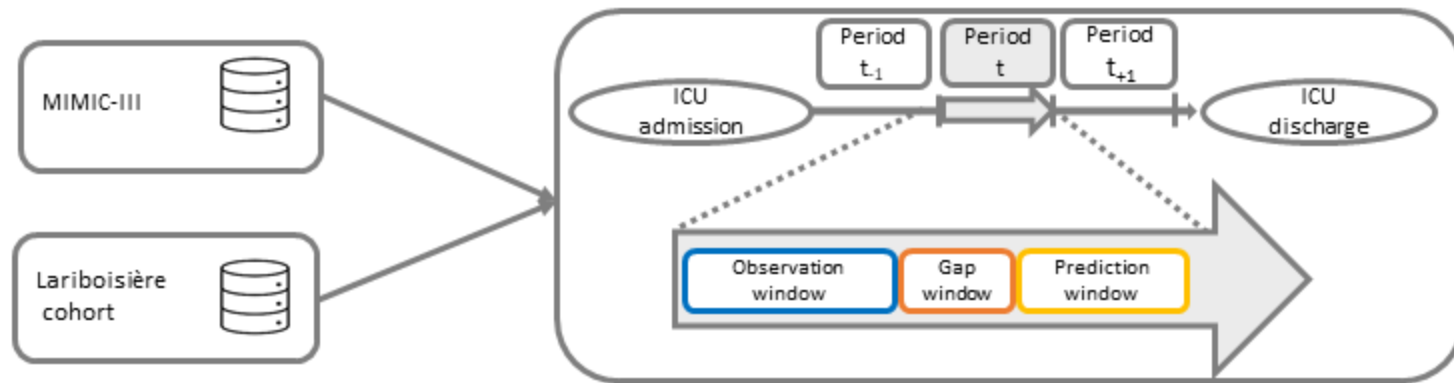 MIMIC-III
Lariboisière
cohort
Period
t-1
Period
t
Period
t+1
ICU
admission
ICU
discharge
Observation
window
Gap
window
Prediction
window